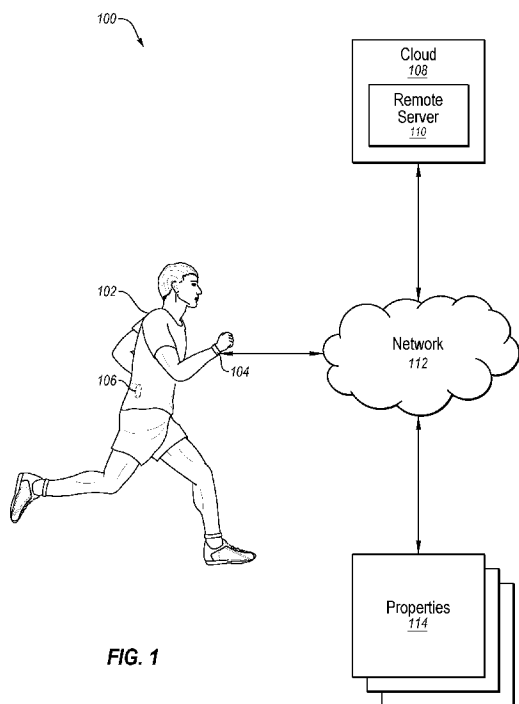 100
Cloud
108
Remote
Server
110
102
Network
112
104
106
Properties
114
FIG. 1